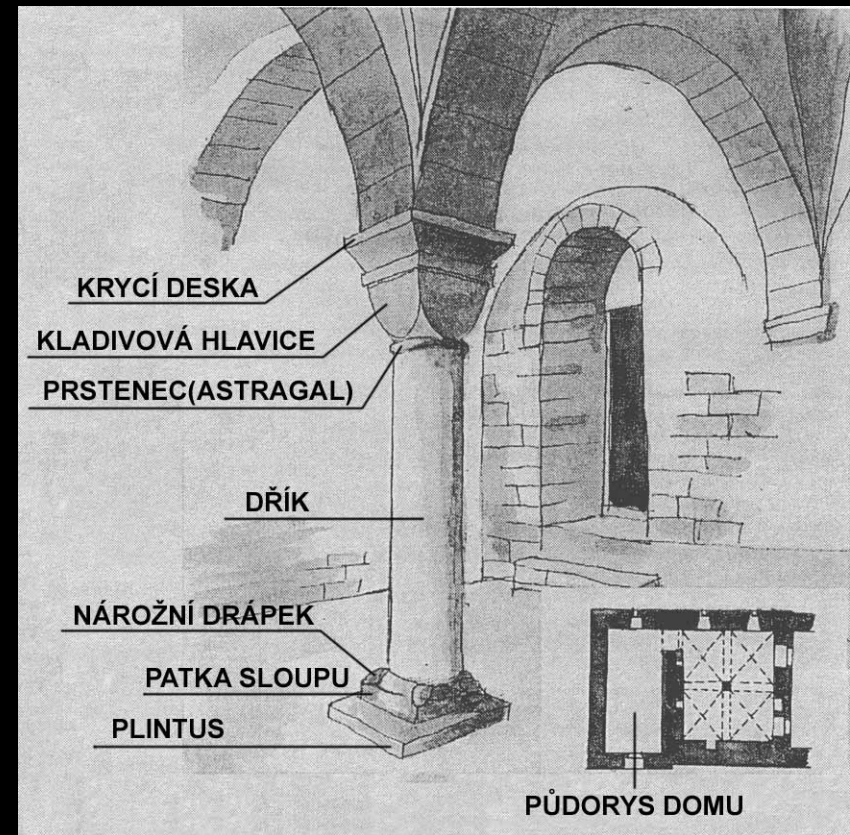 KRYCÍ DESKA
KLADIVOVÁ HLAVICE
PRSTENEC(ASTRAGAL)
DŘÍK
NÁROŽNÍ DRÁPEK
PATKA SLOUPU
PLINTUS
PŮDORYS DOMU